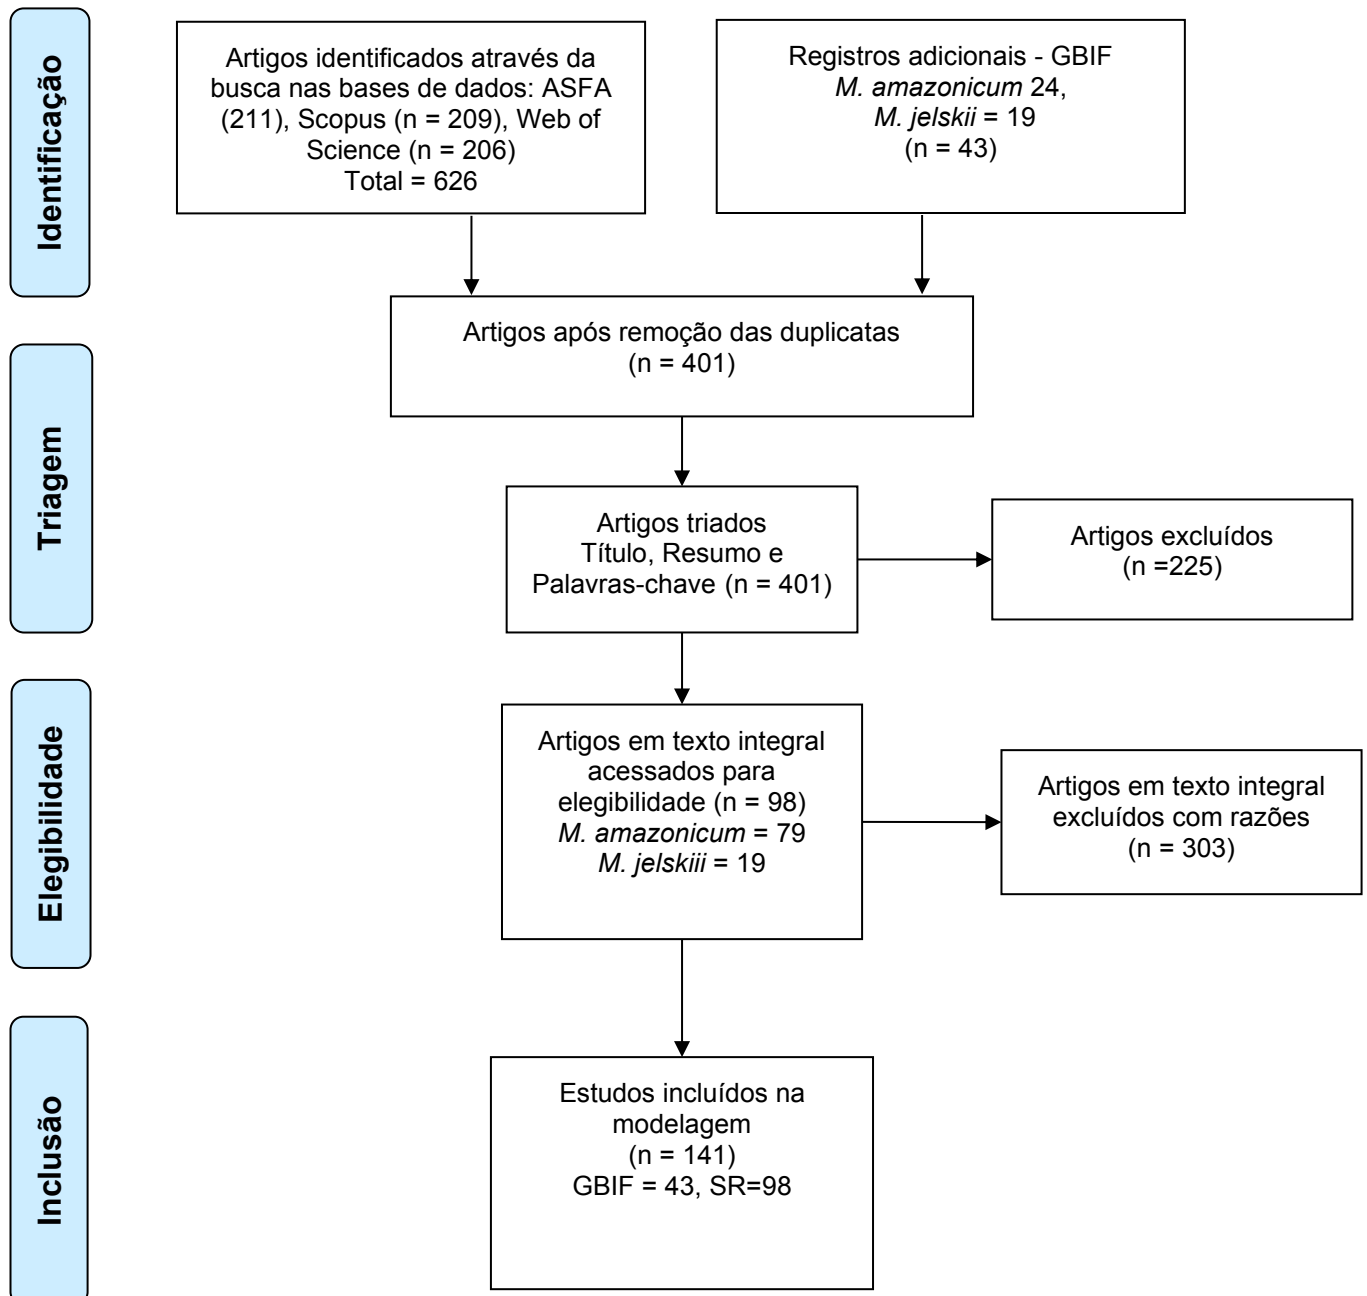 Identificação
Artigos identificados através da
busca nas bases de dados: ASFA
(211), Scopus (n = 209), Web of
Science (n = 206)
Total = 626
Registros adicionais - GBIF
M. amazonicum 24,
M. jelskii = 19
(n = 43)
Artigos após remoção das duplicatas
(n = 401)
Triagem
Artigos triados
Título, Resumo e
Palavras-chave (n = 401)
Artigos excluídos
(n =225)
Elegibilidade
Artigos em texto integral
acessados para
elegibilidade (n = 98)
M. amazonicum = 79
M. jelskiii = 19
Artigos em texto integral
excluídos com razões
(n = 303)
Inclusão
Estudos incluídos na
modelagem
(n = 141)
GBIF = 43, SR=98